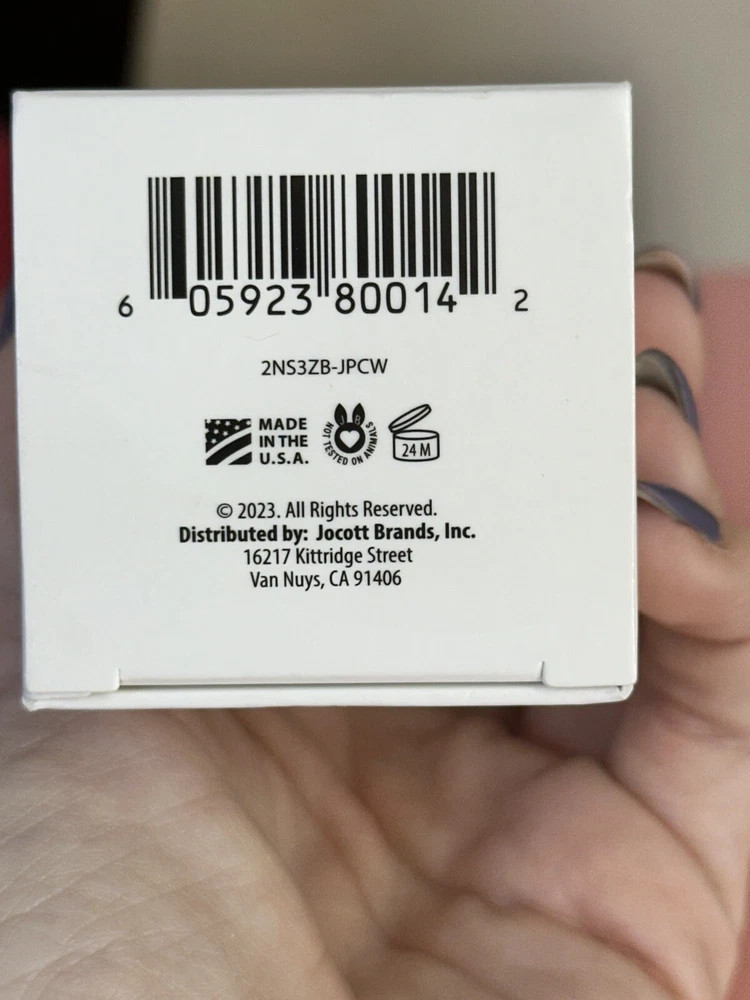 6 05923 80014 2
2NS3ZB-JPCW
MADE
IN THE
U.S.A.
J B
NOT TESTED ON ANIMALS
24 M
© 2023. All Rights Reserved.
Distributed by: Jocott Brands, Inc.
16217 Kittridge Street
Van Nuys, CA 91406